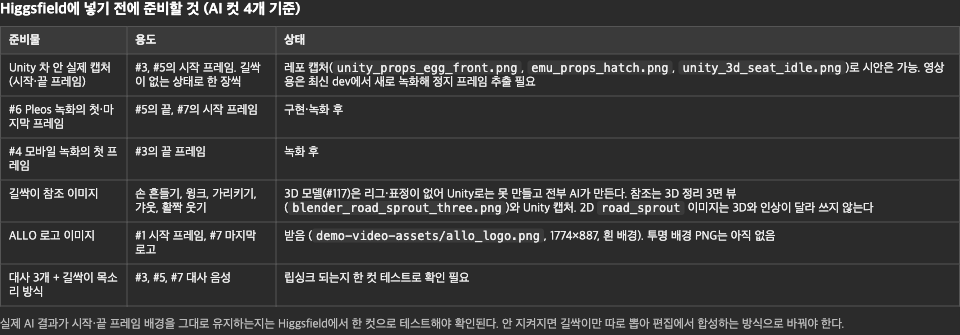 Higgsfield에 넣기 전에 준비할 것 (AI 컷 4개 기준)
준비물 용도 상태
Unity 차 안 실제 캡처 (시작·끝 프레임) #3, #5의 시작 프레임. 길싹이 없는 상태로 한 장씩 레포 캡처( unity_props_egg_front.png , emu_props_hatch.png , unity_3d_seat_idle.png )로 시안은 가능. 영상용은 최신 dev에서 새로 녹화해 정지 프레임 추출 필요
#6 Pleos 녹화의 첫·마지막 프레임 #5의 끝, #7의 시작 프레임 구현·녹화 후
#4 모바일 녹화의 첫 프레임 #3의 끝 프레임 녹화 후
길싹이 참조 이미지 손 흔들기, 윙크, 가리키기, 갸웃, 활짝 웃기 3D 모델(#117)은 리그·표정이 없어 Unity로는 못 만들고 전부 AI가 만든다. 참조는 3D 정리 3면 뷰( blender_road_sprout_three.png )와 Unity 캡처. 2D road_sprout 이미지는 3D와 인상이 달라 쓰지 않는다
ALLO 로고 이미지 #1 시작 프레임, #7 마지막 로고 받음 ( demo-video-assets/allo_logo.png , 1774×887, 흰 배경). 투명 배경 PNG는 아직 없음
대사 3개 + 길싹이 목소리 방식 #3, #5, #7 대사 음성 립싱크 되는지 한 컷 테스트로 확인 필요
실제 AI 결과가 시작·끝 프레임 배경을 그대로 유지하는지는 Higgsfield에서 한 컷으로 테스트해야 확인된다. 안 지켜지면 길싹이만 따로 뽑아 편집에서 합성하는 방식으로 바꿔야 한다.